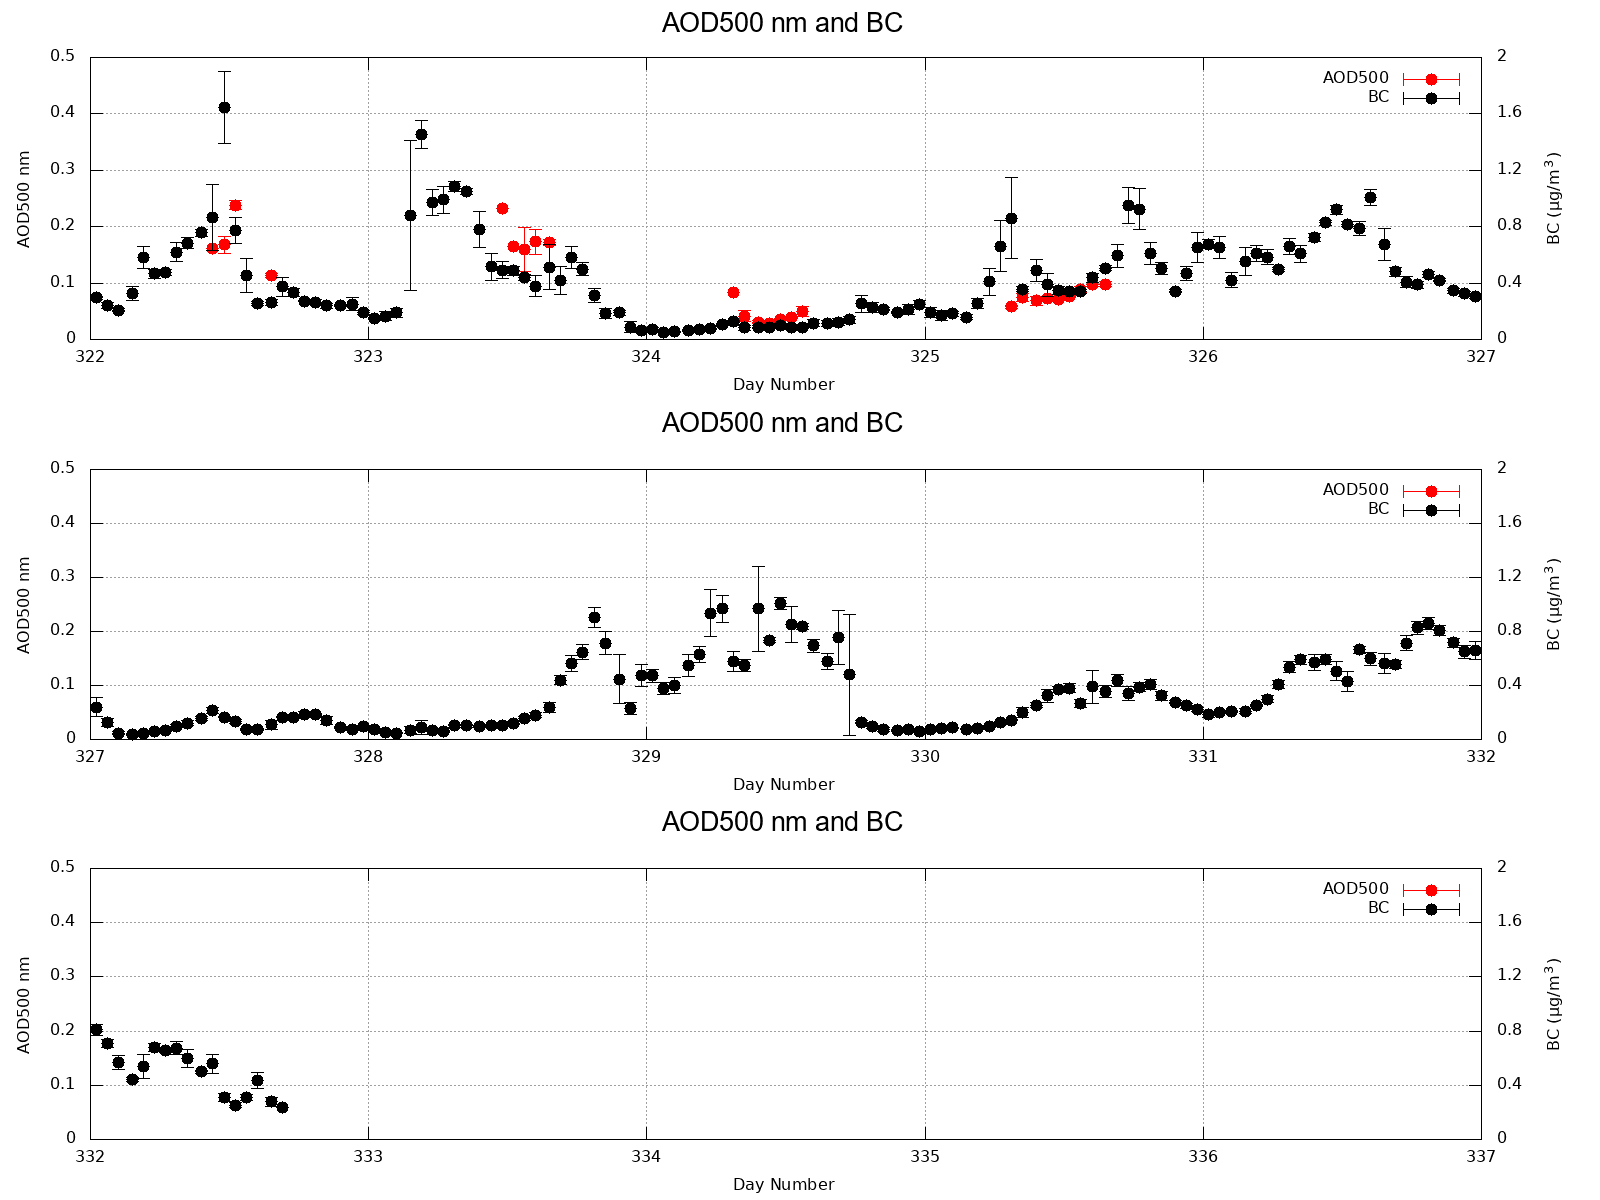 AOD500 nm and BC
0.5
0.4
0.3
0.2
0.1
0
AOD500 nm
2
1.6
1.2
0.8
0.4
0
BC (µg/m³)
AOD500
BC
322 323 324 325 326 327
Day Number
AOD500 nm and BC
0.5
0.4
0.3
0.2
0.1
0
AOD500 nm
2
1.6
1.2
0.8
0.4
0
BC (µg/m³)
AOD500
BC
327 328 329 330 331 332
Day Number
AOD500 nm and BC
0.5
0.4
0.3
0.2
0.1
0
AOD500 nm
2
1.6
1.2
0.8
0.4
0
BC (µg/m³)
AOD500
BC
332 333 334 335 336 337
Day Number